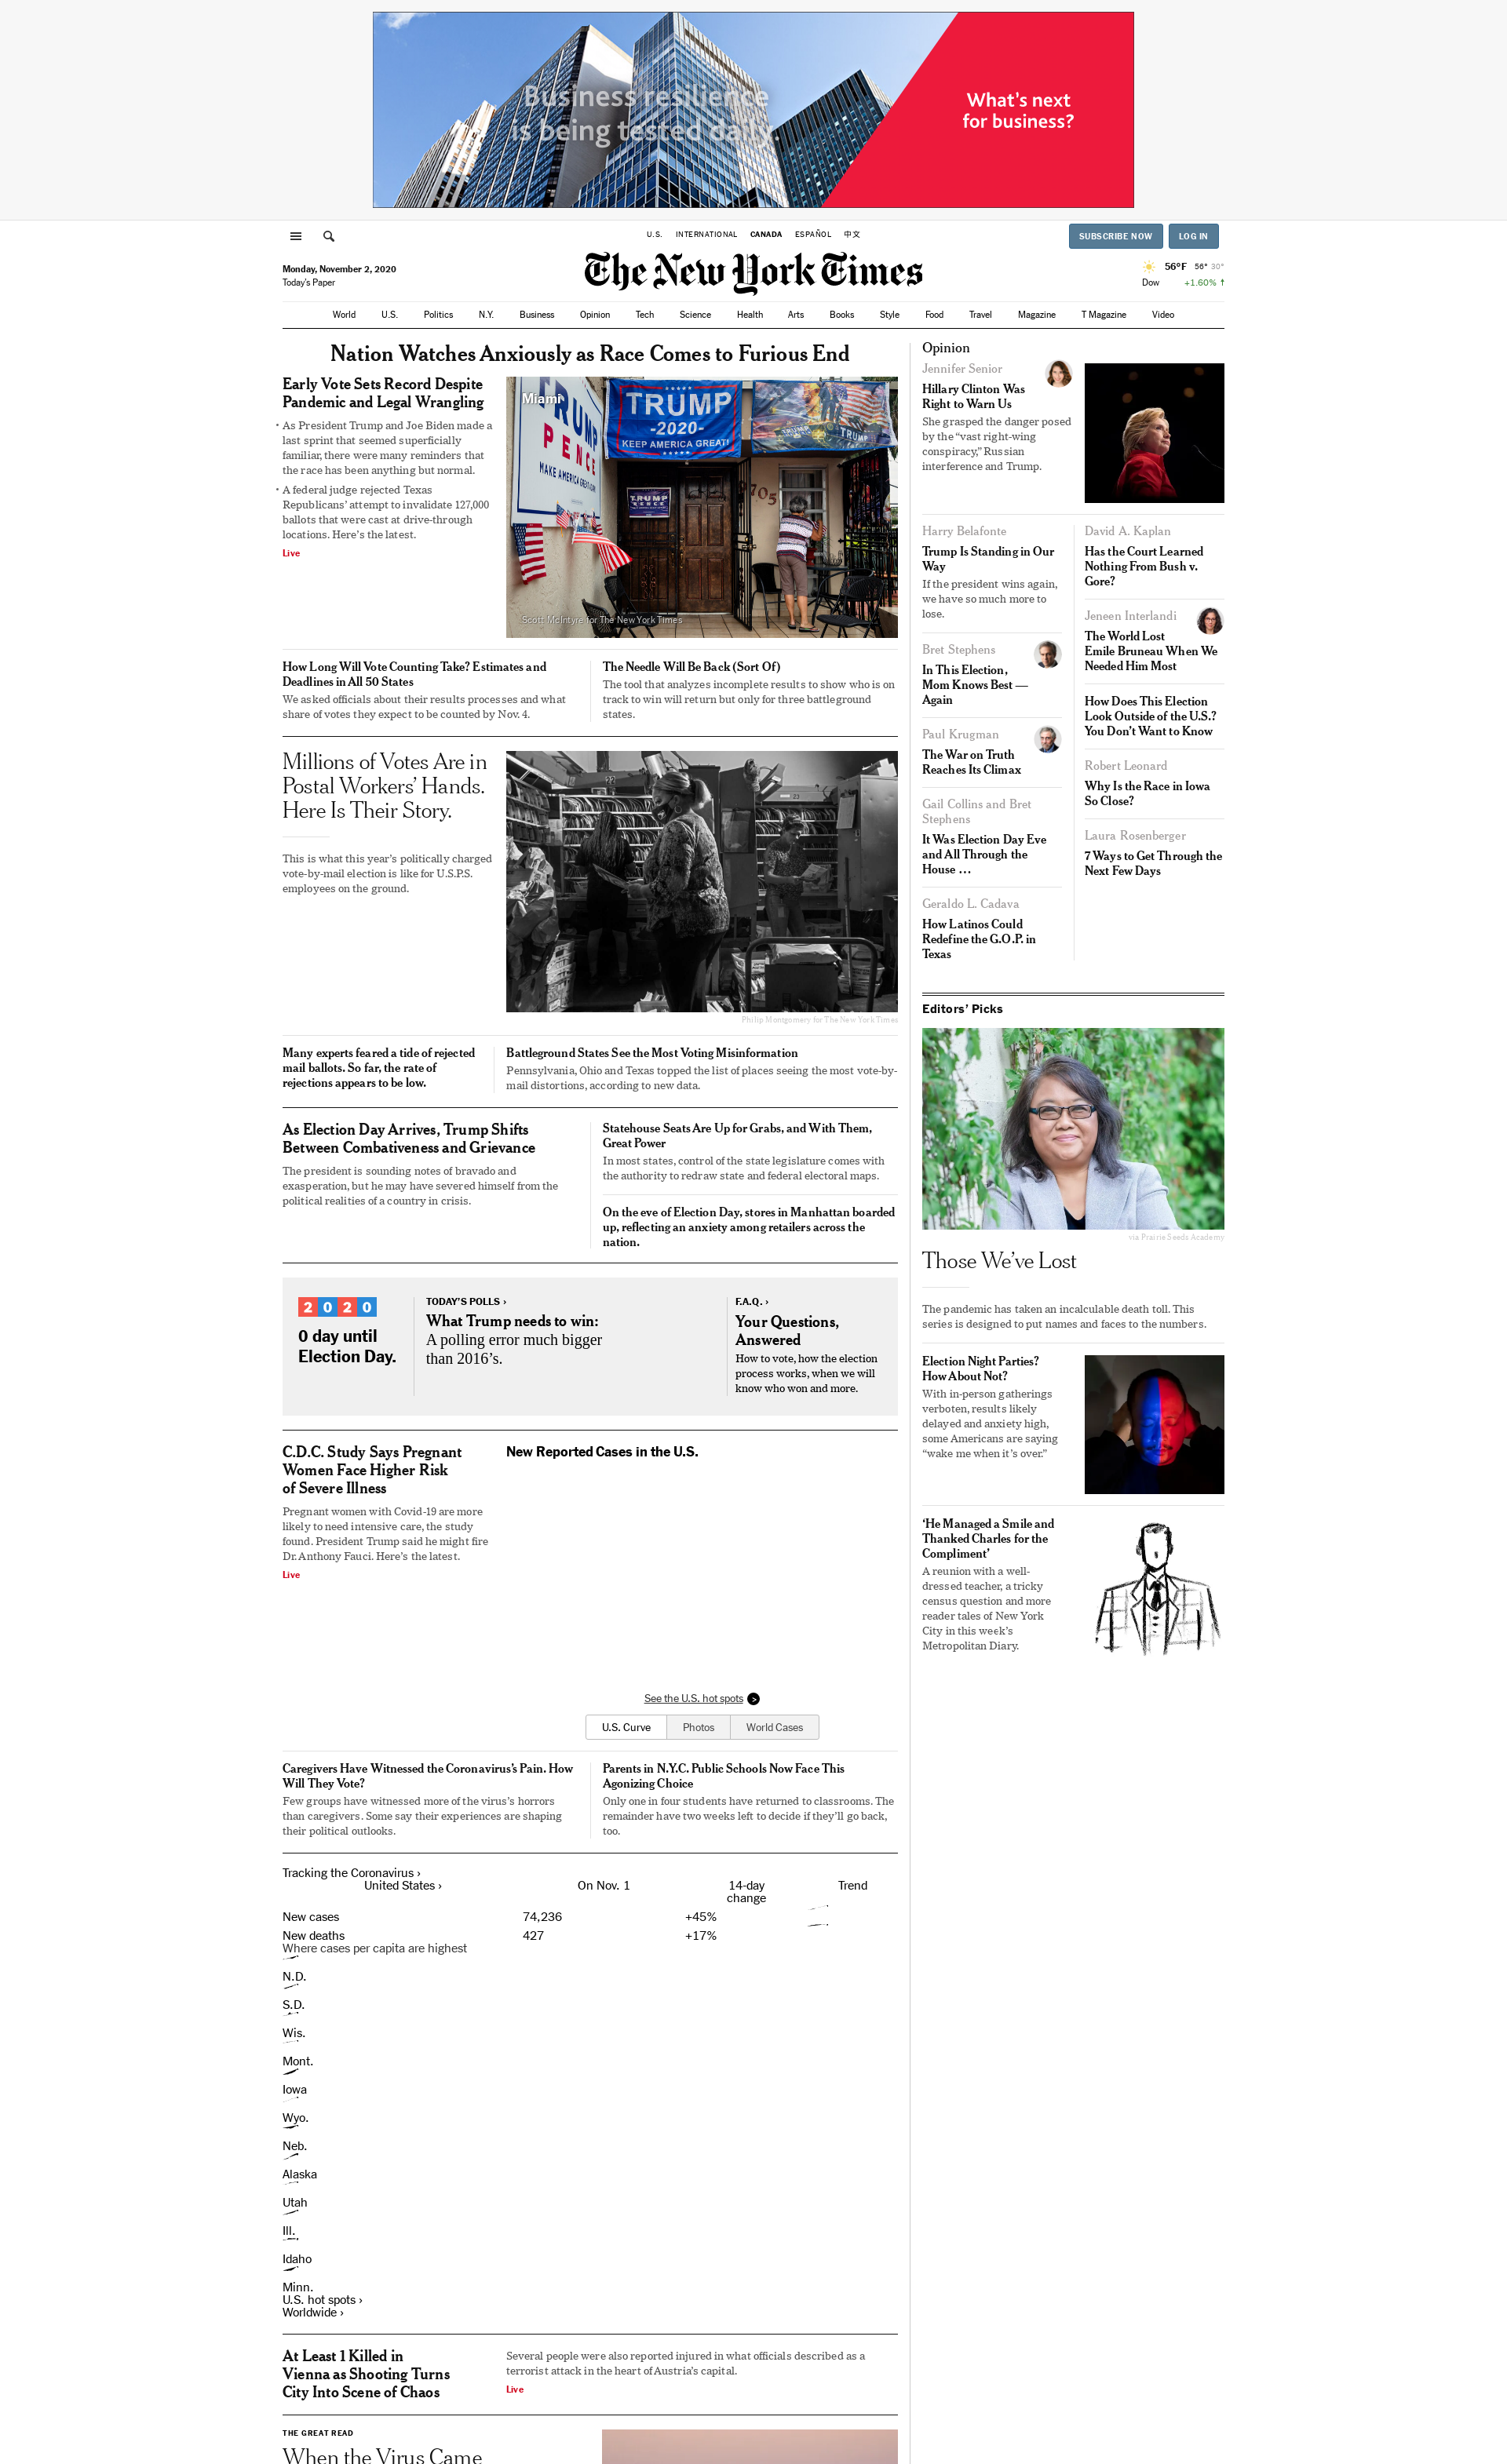 Business resilience
is being tested daily.
What's next
for business?
U.S. INTERNATIONAL CANADA ESPAÑOL 中文
SUBSCRIBE NOW LOG IN
Monday, November 2, 2020
Today's Paper
The New York Times
56°F 56° 30°
Dow +1.60% ↑
World U.S. Politics N.Y. Business Opinion Tech Science Health Arts Books Style Food Travel Magazine T Magazine Video
Nation Watches Anxiously as Race Comes to Furious End
Early Vote Sets Record Despite
Pandemic and Legal Wrangling
• As President Trump and Joe Biden made a
last sprint that seemed superficially
familiar, there were many reminders that
the race has been anything but normal.
• A federal judge rejected Texas
Republicans' attempt to invalidate 127,000
ballots that were cast at drive-through
locations. Here's the latest.
Live
Miami
TRUMP
PENCE
MAKE AMERICA GREAT
TRUMP
-2020-
KEEP AMERICA GREAT!
TRUMP
TRUMP
PENCE
9705
Scott McIntyre for The New York Times
How Long Will Vote Counting Take? Estimates and
Deadlines in All 50 States
We asked officials about their results processes and what
share of votes they expect to be counted by Nov. 4.
The Needle Will Be Back (Sort Of)
The tool that analyzes incomplete results to show who is on
track to win will return but only for three battleground
states.
Millions of Votes Are in
Postal Workers' Hands.
Here Is Their Story.
This is what this year's politically charged
vote-by-mail election is like for U.S.P.S.
employees on the ground.
22
23
Philip Montgomery for The New York Times
Many experts feared a tide of rejected
mail ballots. So far, the rate of
rejections appears to be low.
Battleground States See the Most Voting Misinformation
Pennsylvania, Ohio and Texas topped the list of places seeing the most vote-by-
mail distortions, according to new data.
As Election Day Arrives, Trump Shifts
Between Combativeness and Grievance
The president is sounding notes of bravado and
exasperation, but he may have severed himself from the
political realities of a country in crisis.
Statehouse Seats Are Up for Grabs, and With Them,
Great Power
In most states, control of the state legislature comes with
the authority to redraw state and federal electoral maps.
On the eve of Election Day, stores in Manhattan boarded
up, reflecting an anxiety among retailers across the
nation.
2020
0 day until
Election Day.
TODAY'S POLLS ›
What Trump needs to win:
A polling error much bigger
than 2016's.
F.A.Q. ›
Your Questions,
Answered
How to vote, how the election
process works, when we will
know who won and more.
C.D.C. Study Says Pregnant
Women Face Higher Risk
of Severe Illness
Pregnant women with Covid-19 are more
likely to need intensive care, the study
found. President Trump said he might fire
Dr. Anthony Fauci. Here's the latest.
Live
New Reported Cases in the U.S.
See the U.S. hot spots >
U.S. Curve Photos World Cases
Caregivers Have Witnessed the Coronavirus's Pain. How
Will They Vote?
Few groups have witnessed more of the virus's horrors
than caregivers. Some say their experiences are shaping
their political outlooks.
Parents in N.Y.C. Public Schools Now Face This
Agonizing Choice
Only one in four students have returned to classrooms. The
remainder have two weeks left to decide if they'll go back,
too.
Tracking the Coronavirus ›
United States › On Nov. 1 14-day
change Trend
New cases 74,236 +45%
New deaths 427 +17%
Where cases per capita are highest
N.D.
S.D.
Wis.
Mont.
Iowa
Wyo.
Neb.
Alaska
Utah
Ill.
Idaho
Minn.
U.S. hot spots ›
Worldwide ›
At Least 1 Killed in
Vienna as Shooting Turns
City Into Scene of Chaos
Several people were also reported injured in what officials described as a
terrorist attack in the heart of Austria's capital.
Live
THE GREAT READ
When the Virus Came
Opinion
Jennifer Senior
Hillary Clinton Was
Right to Warn Us
She grasped the danger posed
by the "vast right-wing
conspiracy," Russian
interference and Trump.
Harry Belafonte
Trump Is Standing in Our
Way
If the president wins again,
we have so much more to
lose.
Bret Stephens
In This Election,
Mom Knows Best —
Again
Paul Krugman
The War on Truth
Reaches Its Climax
Gail Collins and Bret
Stephens
It Was Election Day Eve
and All Through the
House …
Geraldo L. Cadava
How Latinos Could
Redefine the G.O.P. in
Texas
David A. Kaplan
Has the Court Learned
Nothing From Bush v.
Gore?
Jeneen Interlandi
The World Lost
Emile Bruneau When We
Needed Him Most
How Does This Election
Look Outside of the U.S.?
You Don't Want to Know
Robert Leonard
Why Is the Race in Iowa
So Close?
Laura Rosenberger
7 Ways to Get Through the
Next Few Days
Editors' Picks
via Prairie Seeds Academy
Those We've Lost
The pandemic has taken an incalculable death toll. This
series is designed to put names and faces to the numbers.
Election Night Parties?
How About Not?
With in-person gatherings
verboten, results likely
delayed and anxiety high,
some Americans are saying
"wake me when it's over."
'He Managed a Smile and
Thanked Charles for the
Compliment'
A reunion with a well-
dressed teacher, a tricky
census question and more
reader tales of New York
City in this week's
Metropolitan Diary.